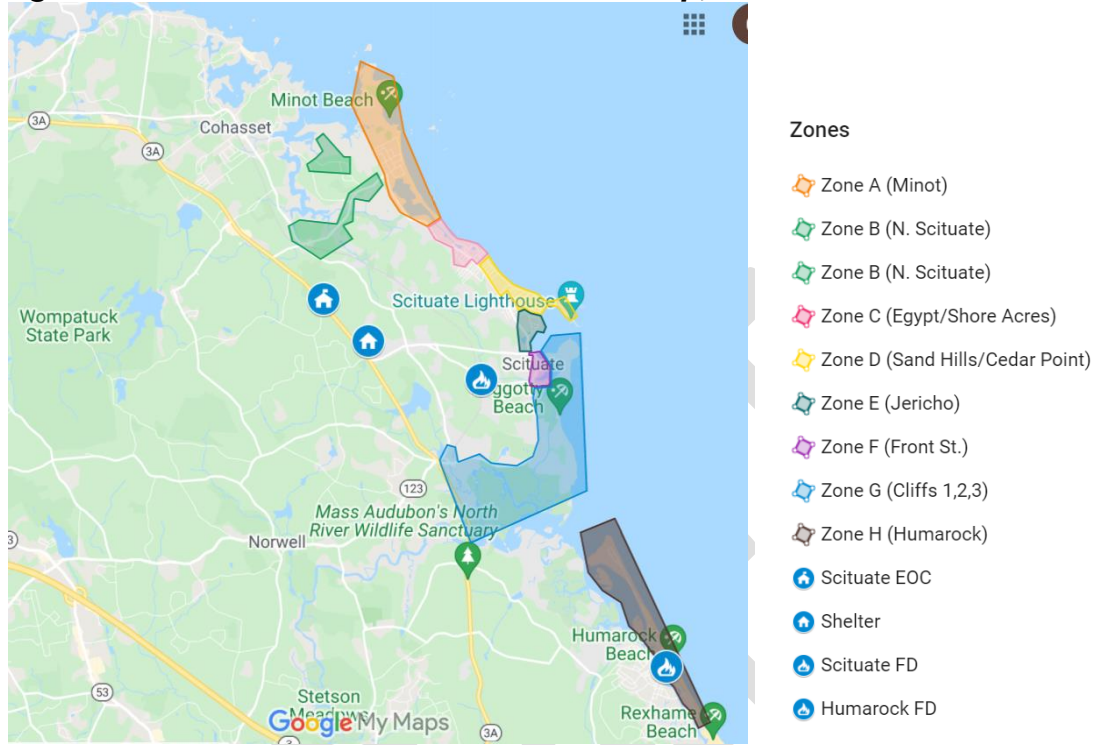 Minot Beach
3A
Cohasset
3A
Scituate Lighthouse
Wompatuck
State Park
Scituate
Beach
123
Mass Audubon's North
River Wildlife Sanctuary
Norwell
Humarock
Beach
53
Stetson
Google My Maps
3A
Rexhame
Beach
3
3
Zones
Zone A (Minot)
Zone B (N. Scituate)
Zone B (N. Scituate)
Zone C (Egypt/Shore Acres)
Zone D (Sand Hills/Cedar Point)
Zone E (Jericho)
Zone F (Front St.)
Zone G (Cliffs 1,2,3)
Zone H (Humarock)
Scituate EOC
Shelter
Scituate FD
Humarock FD